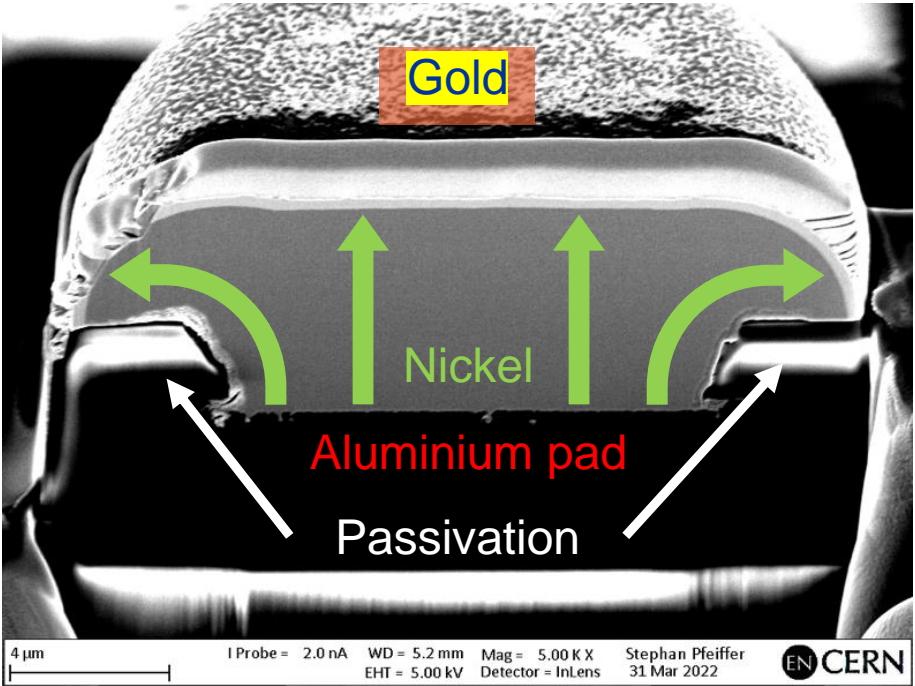 Gold
Nickel
Aluminium pad
Passivation
4 µm
I Probe = 2.0 nA
WD = 5.2 mm
EHT = 5.00 kV
Mag = 5.00 K X
Detector = InLens
Stephan Pfeiffer
31 Mar 2022
EN CERN